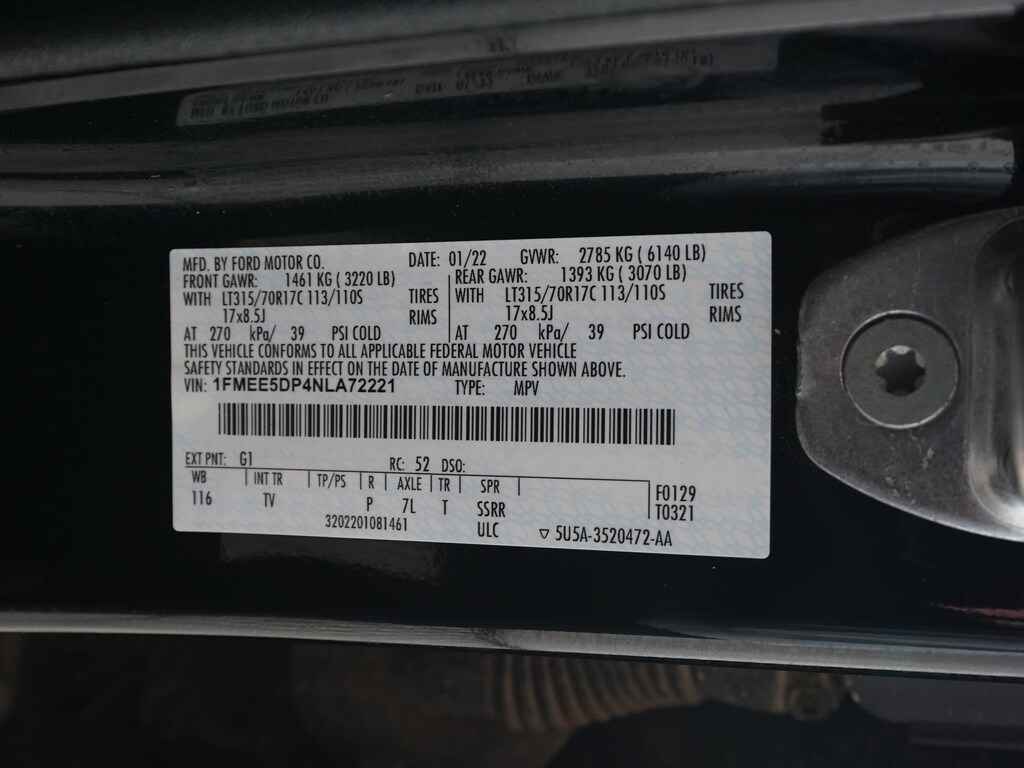 MFD. BY FORD MOTOR CO. DATE: 01/22 GVWR: 2785 KG ( 6140 LB)
FRONT GAWR: 1461 KG ( 3220 LB) REAR GAWR: 1393 KG ( 3070 LB)
WITH LT315/70R17C 113/110S TIRES WITH LT315/70R17C 113/110S TIRES
17x8.5J RIMS 17x8.5J RIMS
AT 270 kPa/ 39 PSI COLD AT 270 kPa/ 39 PSI COLD
THIS VEHICLE CONFORMS TO ALL APPLICABLE FEDERAL MOTOR VEHICLE
SAFETY STANDARDS IN EFFECT ON THE DATE OF MANUFACTURE SHOWN ABOVE.
VIN: 1FMEE5DP4NLA72221 TYPE: MPV
EXT PNT: G1 RC: 52 DSO:
WB INT TR TP/PS R AXLE TR SPR F0129
116 TV P 7L T SSRR T0321
3202201081461 ULC ▽ 5U5A-3520472-AA